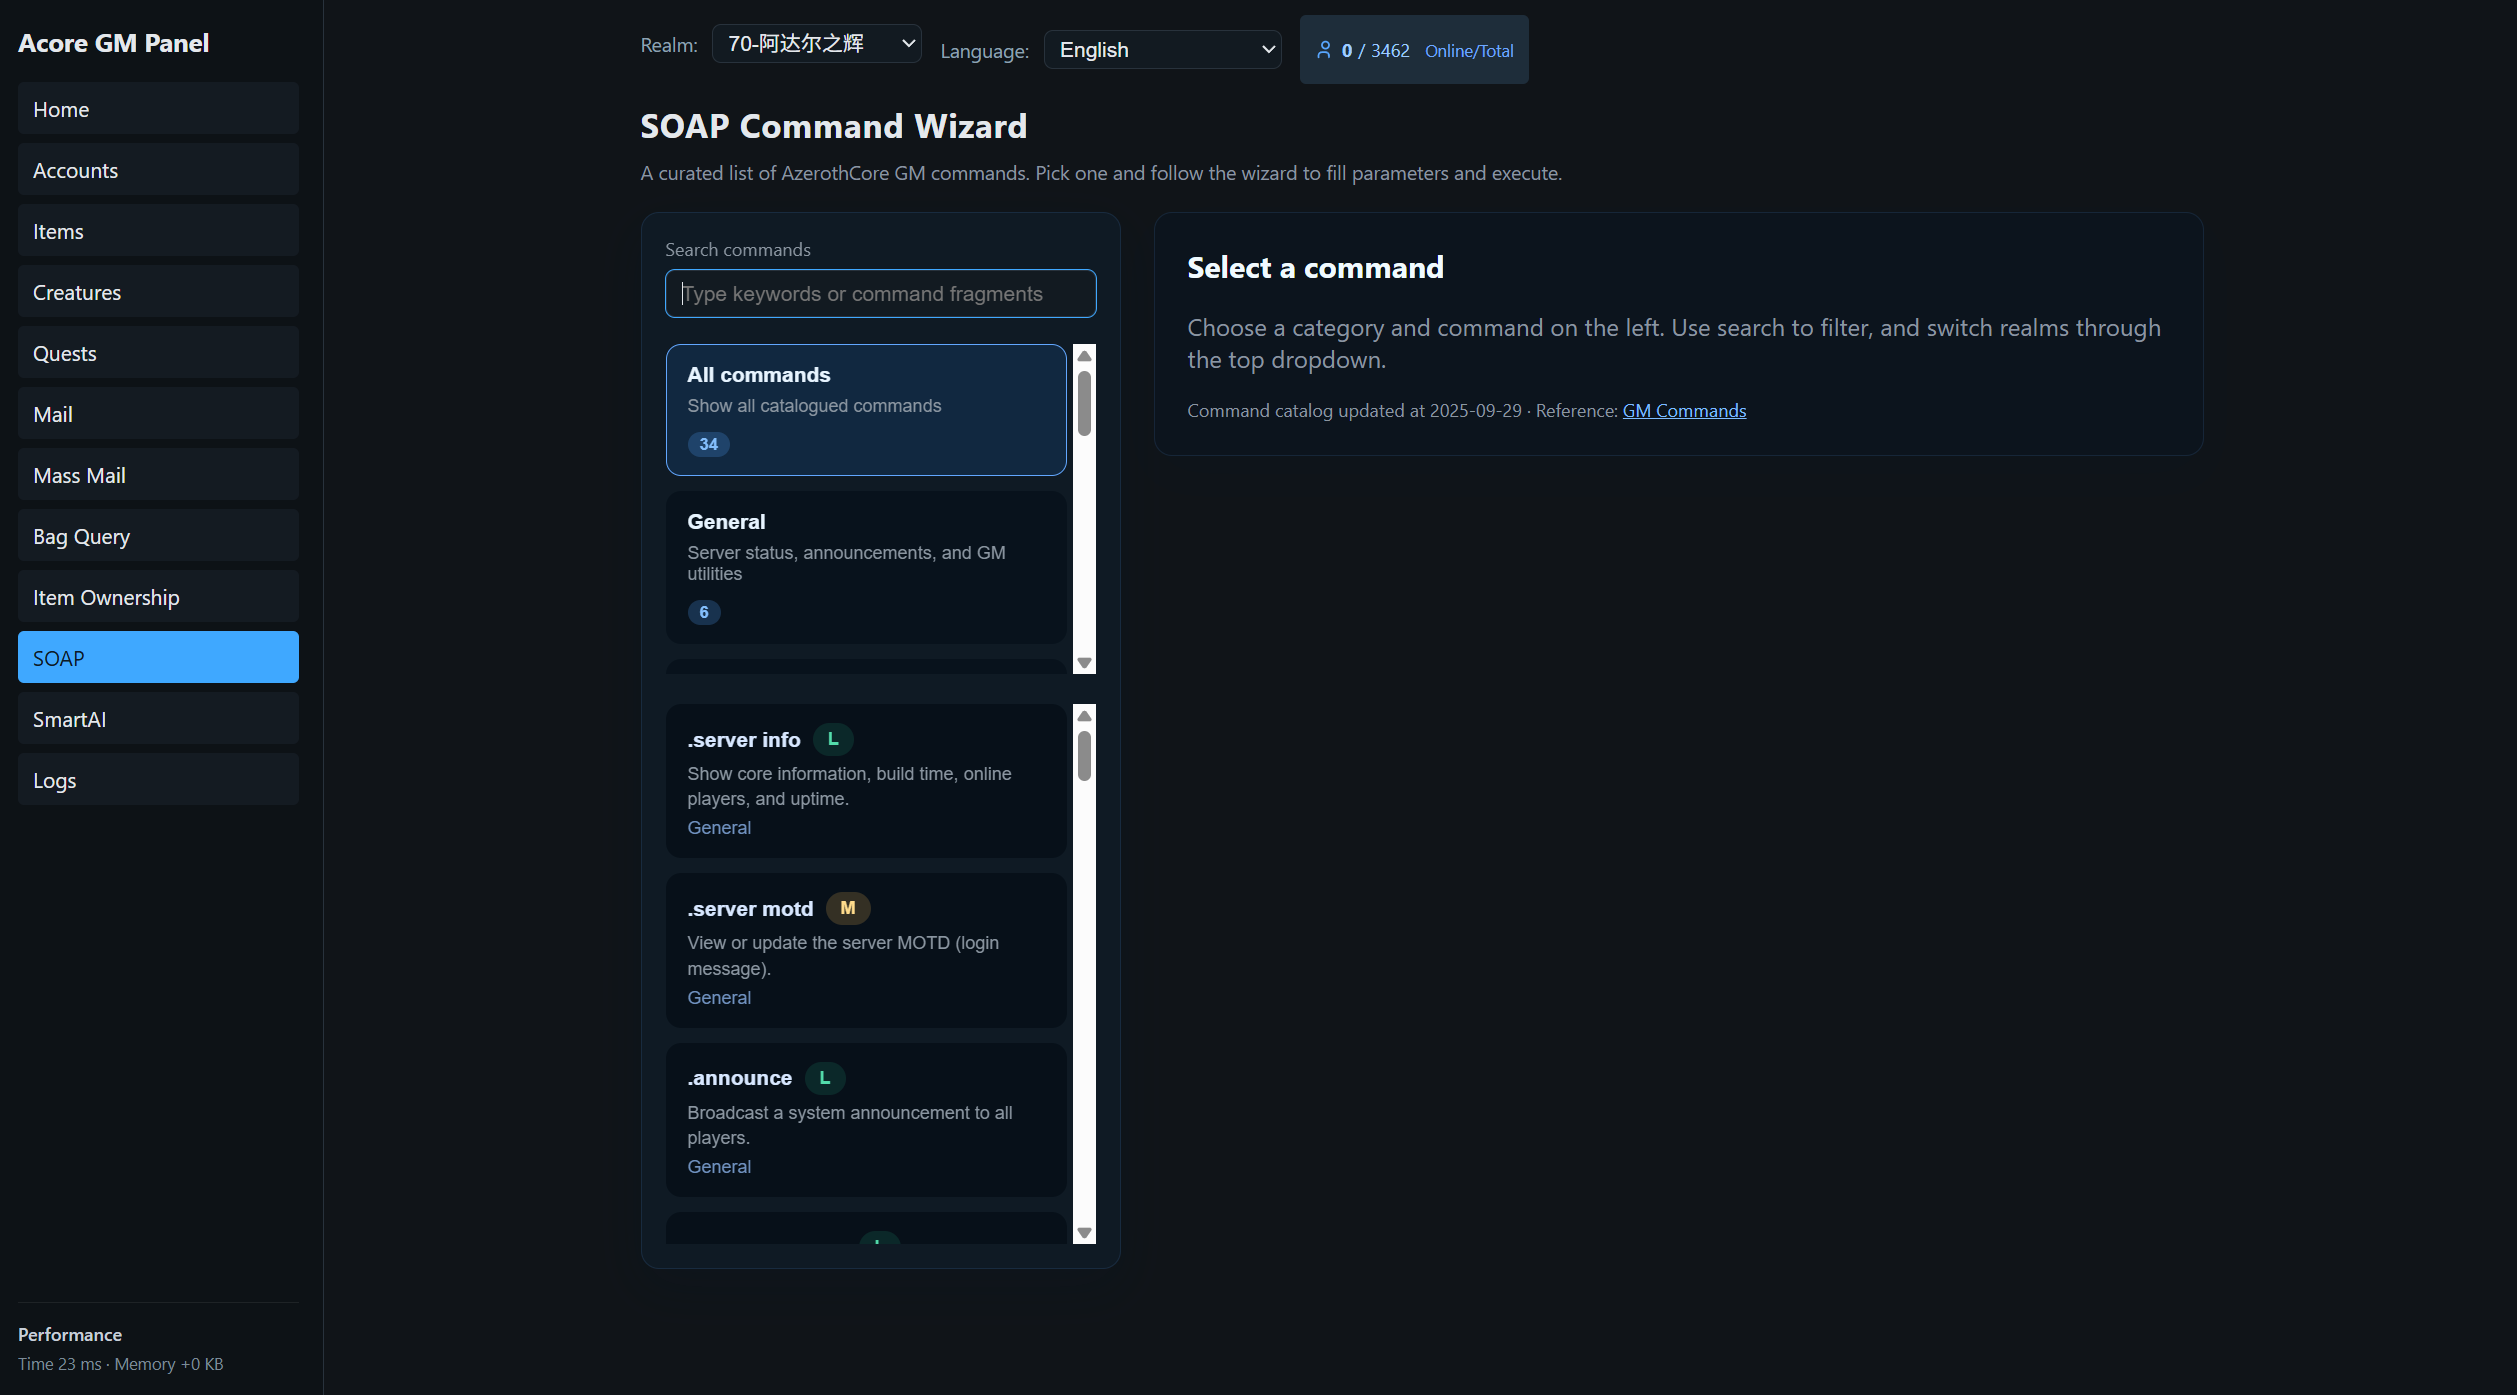 Acore GM Panel
Home
Accounts
Items
Creatures
Quests
Mail
Mass Mail
Bag Query
Item Ownership
SOAP
SmartAI
Logs
Performance
Time 23 ms · Memory +0 KB
Realm: 70-阿达尔之辉 Language: English 0 / 3462 Online/Total
SOAP Command Wizard
A curated list of AzerothCore GM commands. Pick one and follow the wizard to fill parameters and execute.
Search commands
Type keywords or command fragments
All commands
Show all catalogued commands
34
General
Server status, announcements, and GM
utilities
6
.server info L
Show core information, build time, online
players, and uptime.
General
.server motd M
View or update the server MOTD (login
message).
General
.announce L
Broadcast a system announcement to all
players.
General
Select a command
Choose a category and command on the left. Use search to filter, and switch realms through
the top dropdown.
Command catalog updated at 2025-09-29 · Reference: GM Commands